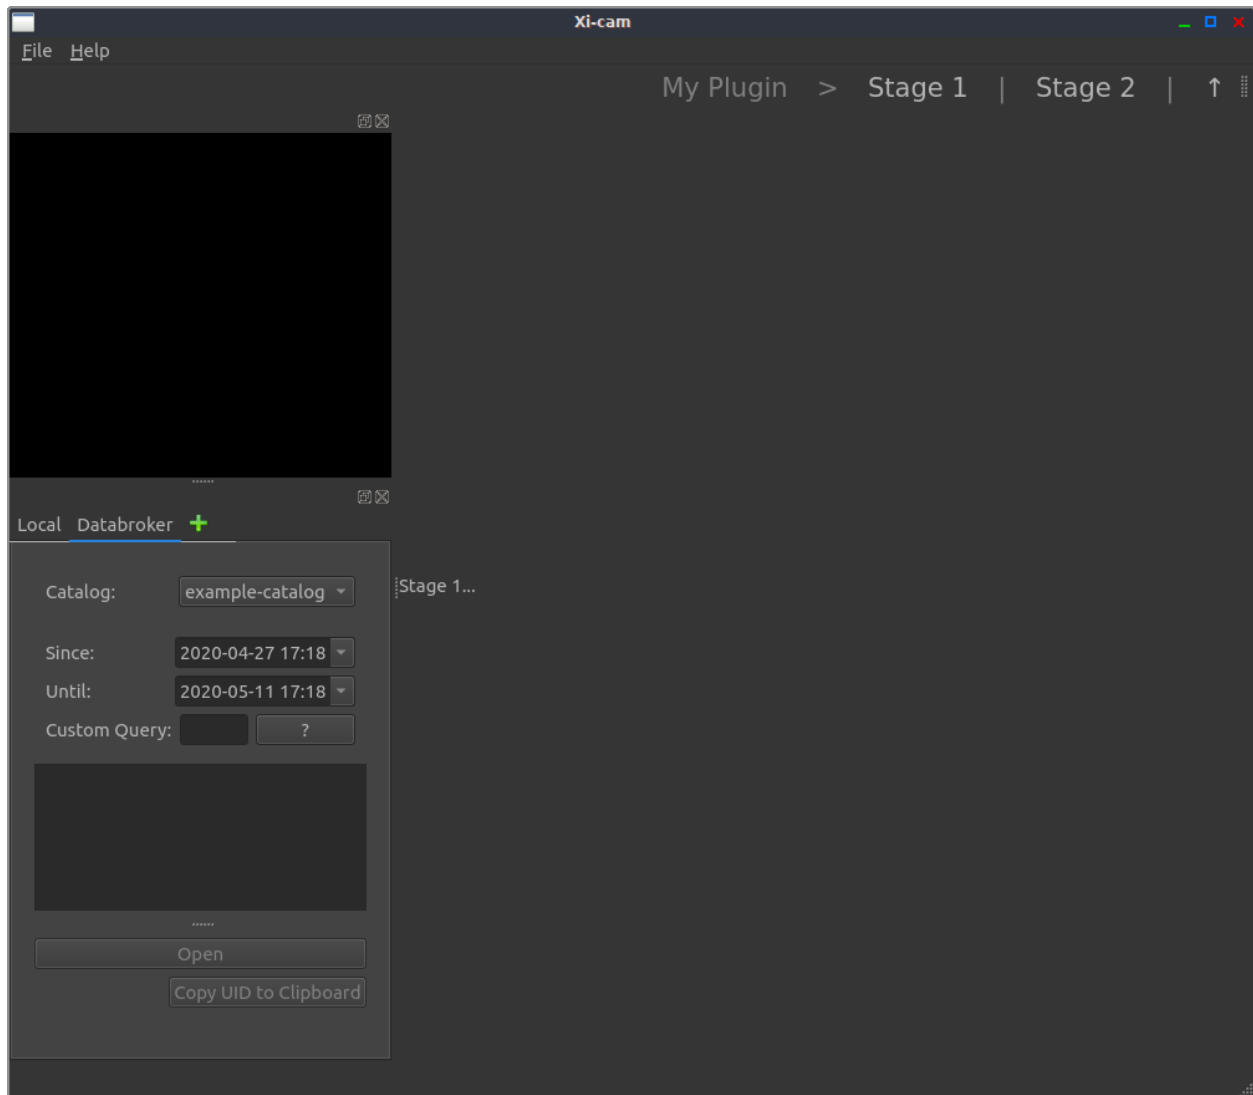 Xi-cam
File Help
My Plugin > Stage 1 | Stage 2 | ↑
Local Databroker +
Catalog: example-catalog
Stage 1...
Since: 2020-04-27 17:18
Until: 2020-05-11 17:18
Custom Query: ?
Open
Copy UID to Clipboard